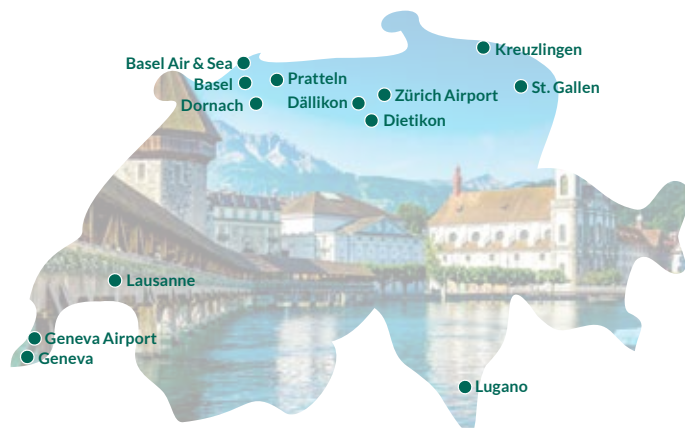 Kreuzlingen
Basel Air & Sea
Pratteln
Basel
St. Gallen
Zürich Airport
Dällikon
Dornach
Dietikon
Lausanne
Geneva Airport
Geneva
Lugano